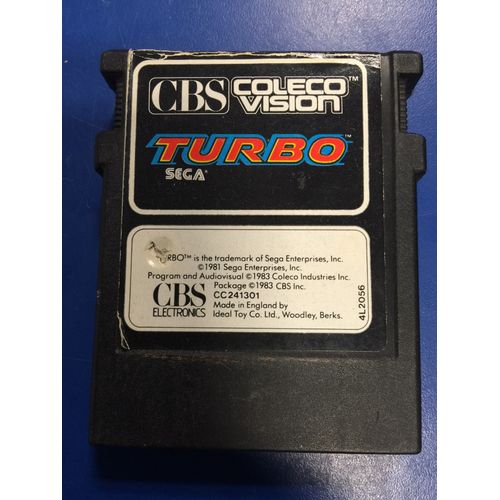 CBS COLECO VISION™
TURBO™
SEGA®
TURBO™ is the trademark of Sega Enterprises, Inc.
©1981 Sega Enterprises, Inc.
Program and Audiovisual ©1983 Coleco Industries Inc.
Package ©1983 CBS Inc.
CBS ELECTRONICS
CC241301
Made in England by
Ideal Toy Co. Ltd., Woodley, Berks.
4L2056